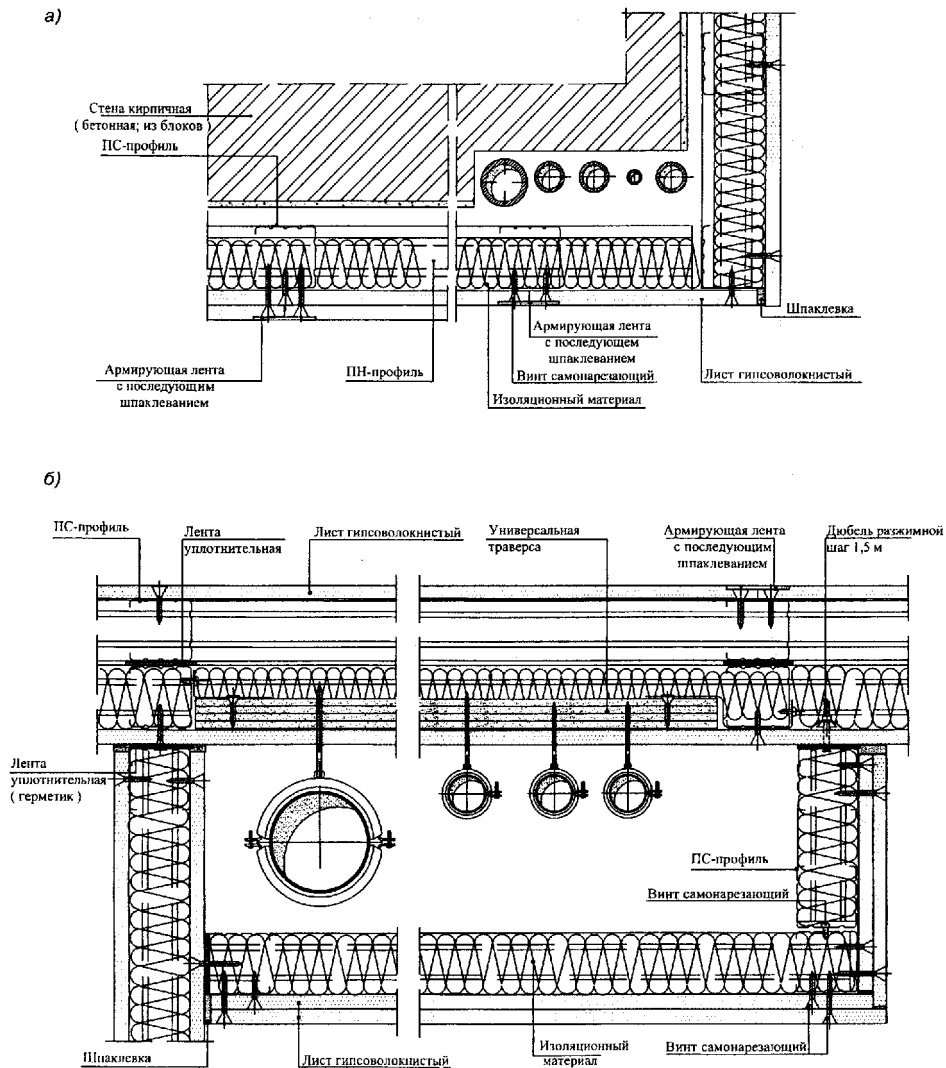 а)
Стена кирпичная
( бетонная; из блоков )
ПС-профиль
Шпаклевка
Армирующая лента
с последующем
шпаклеванием
Армирующая лента
с последующим
шпаклеванием
ПН-профиль
Винт самонарезающий
Лист гипсоволокнистый
Изоляционный материал
б)
ПС-профиль
Лента
уплотнительная
Лист гипсоволокнистый
Универсальная
траверса
Армирующая лента
с последующим
шпаклеванием
Дюбель разжимной
шаг 1,5 м
Лента
уплотнительная
( герметик )
ПС-профиль
Винт самонарезающий
Шпаклевка
Лист гипсоволокнистый
Изоляционный
материал
Винт самонарезающий